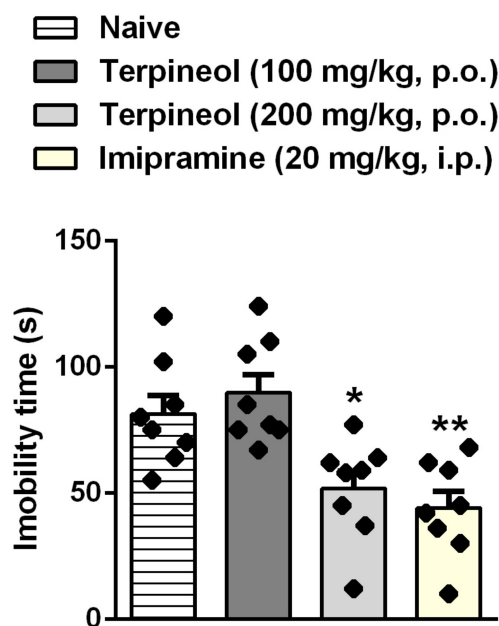 Naive
Terpineol (100 mg/kg, p.o.)
Terpineol (200 mg/kg, p.o.)
Imipramine (20 mg/kg, i.p.)
Imobility time (s)
150
100
50
0
*
**